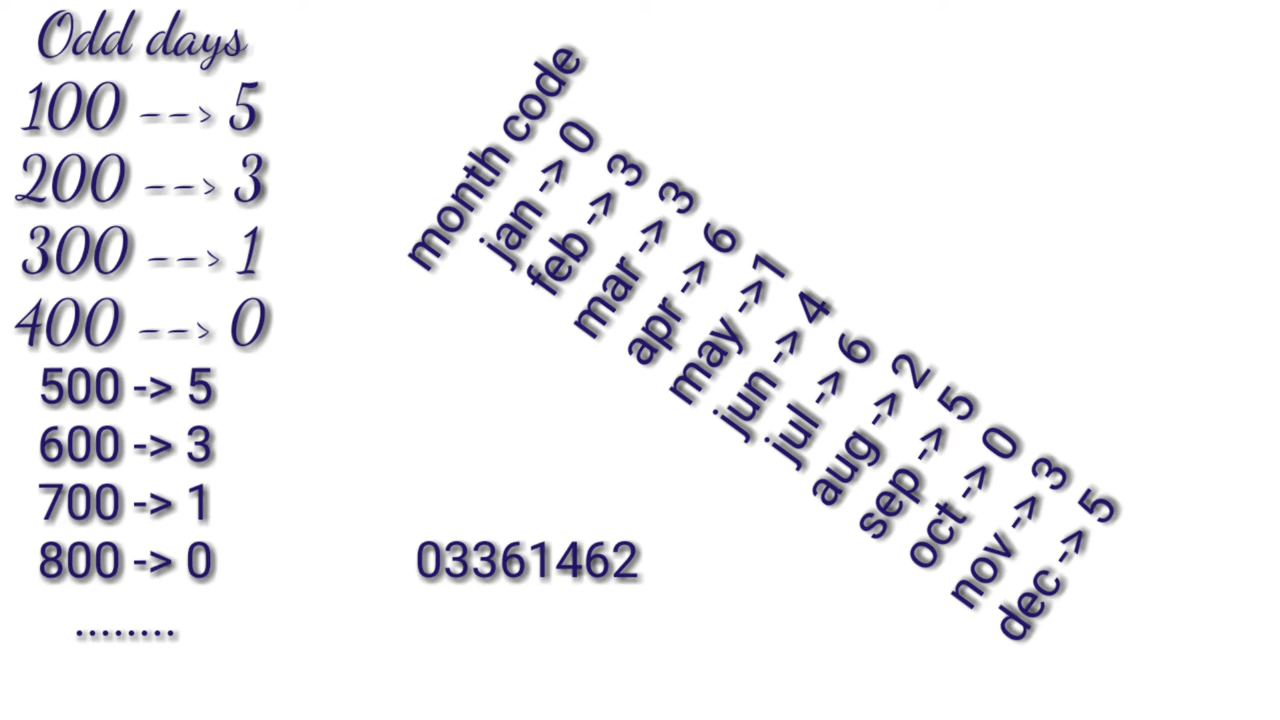 Odd days
100 --> 5
200 --> 3
300 --> 1
400 --> 0
500 -> 5
600 -> 3
700 -> 1
800 -> 0
........
month code
jan -> 0
feb -> 3
mar -> 3
apr -> 6
may ->1
jun -> 4
jul -> 6
aug -> 2
sep -> 5
oct -> 0
nov -> 3
dec -> 5
03361462